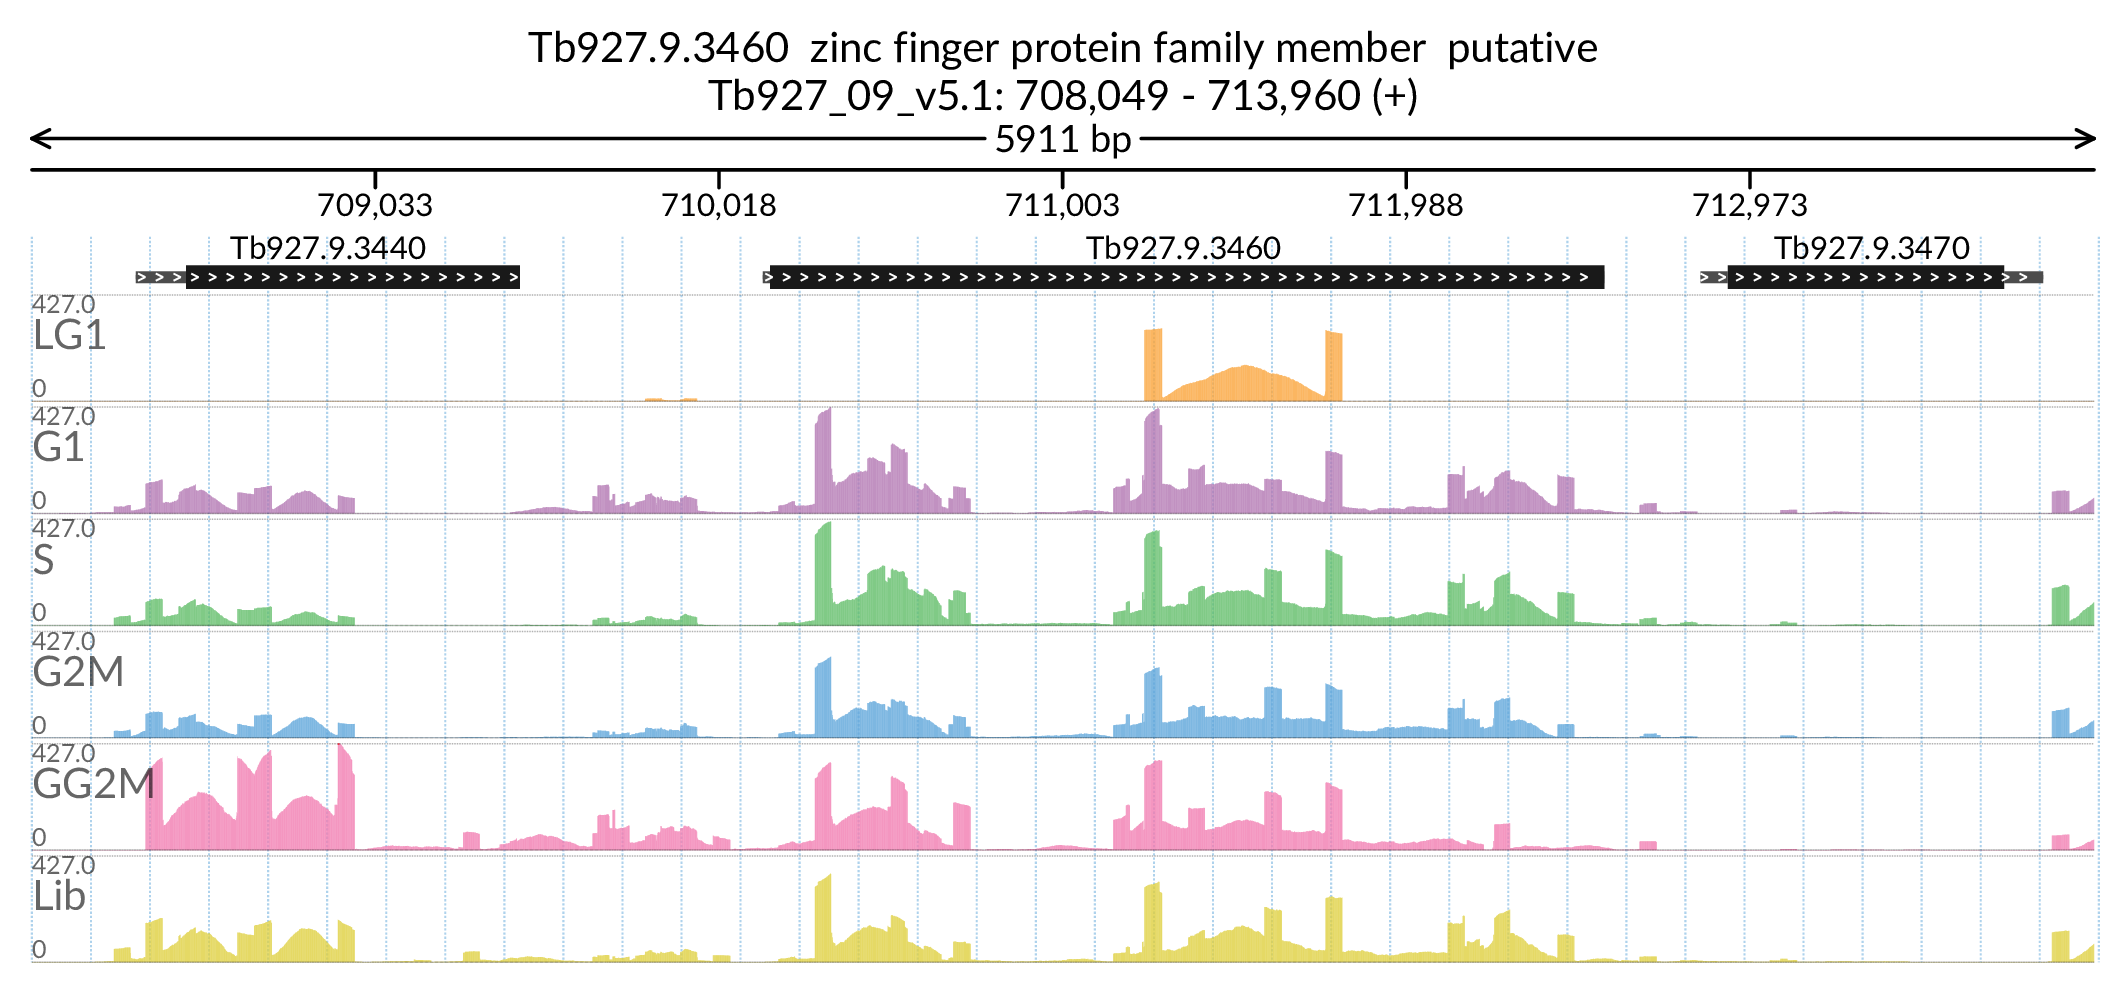 Tb927.9.3460  zinc finger protein family member  putative
Tb927_09_v5.1: 708,049 - 713,960 (+)
5911 bp
709,033 710,018 711,003 711,988 712,973
Tb927.9.3440 Tb927.9.3460 Tb927.9.3470
427.0
LG1
0
427.0
G1
0
427.0
S
0
427.0
G2M
0
427.0
GG2M
0
427.0
Lib
0